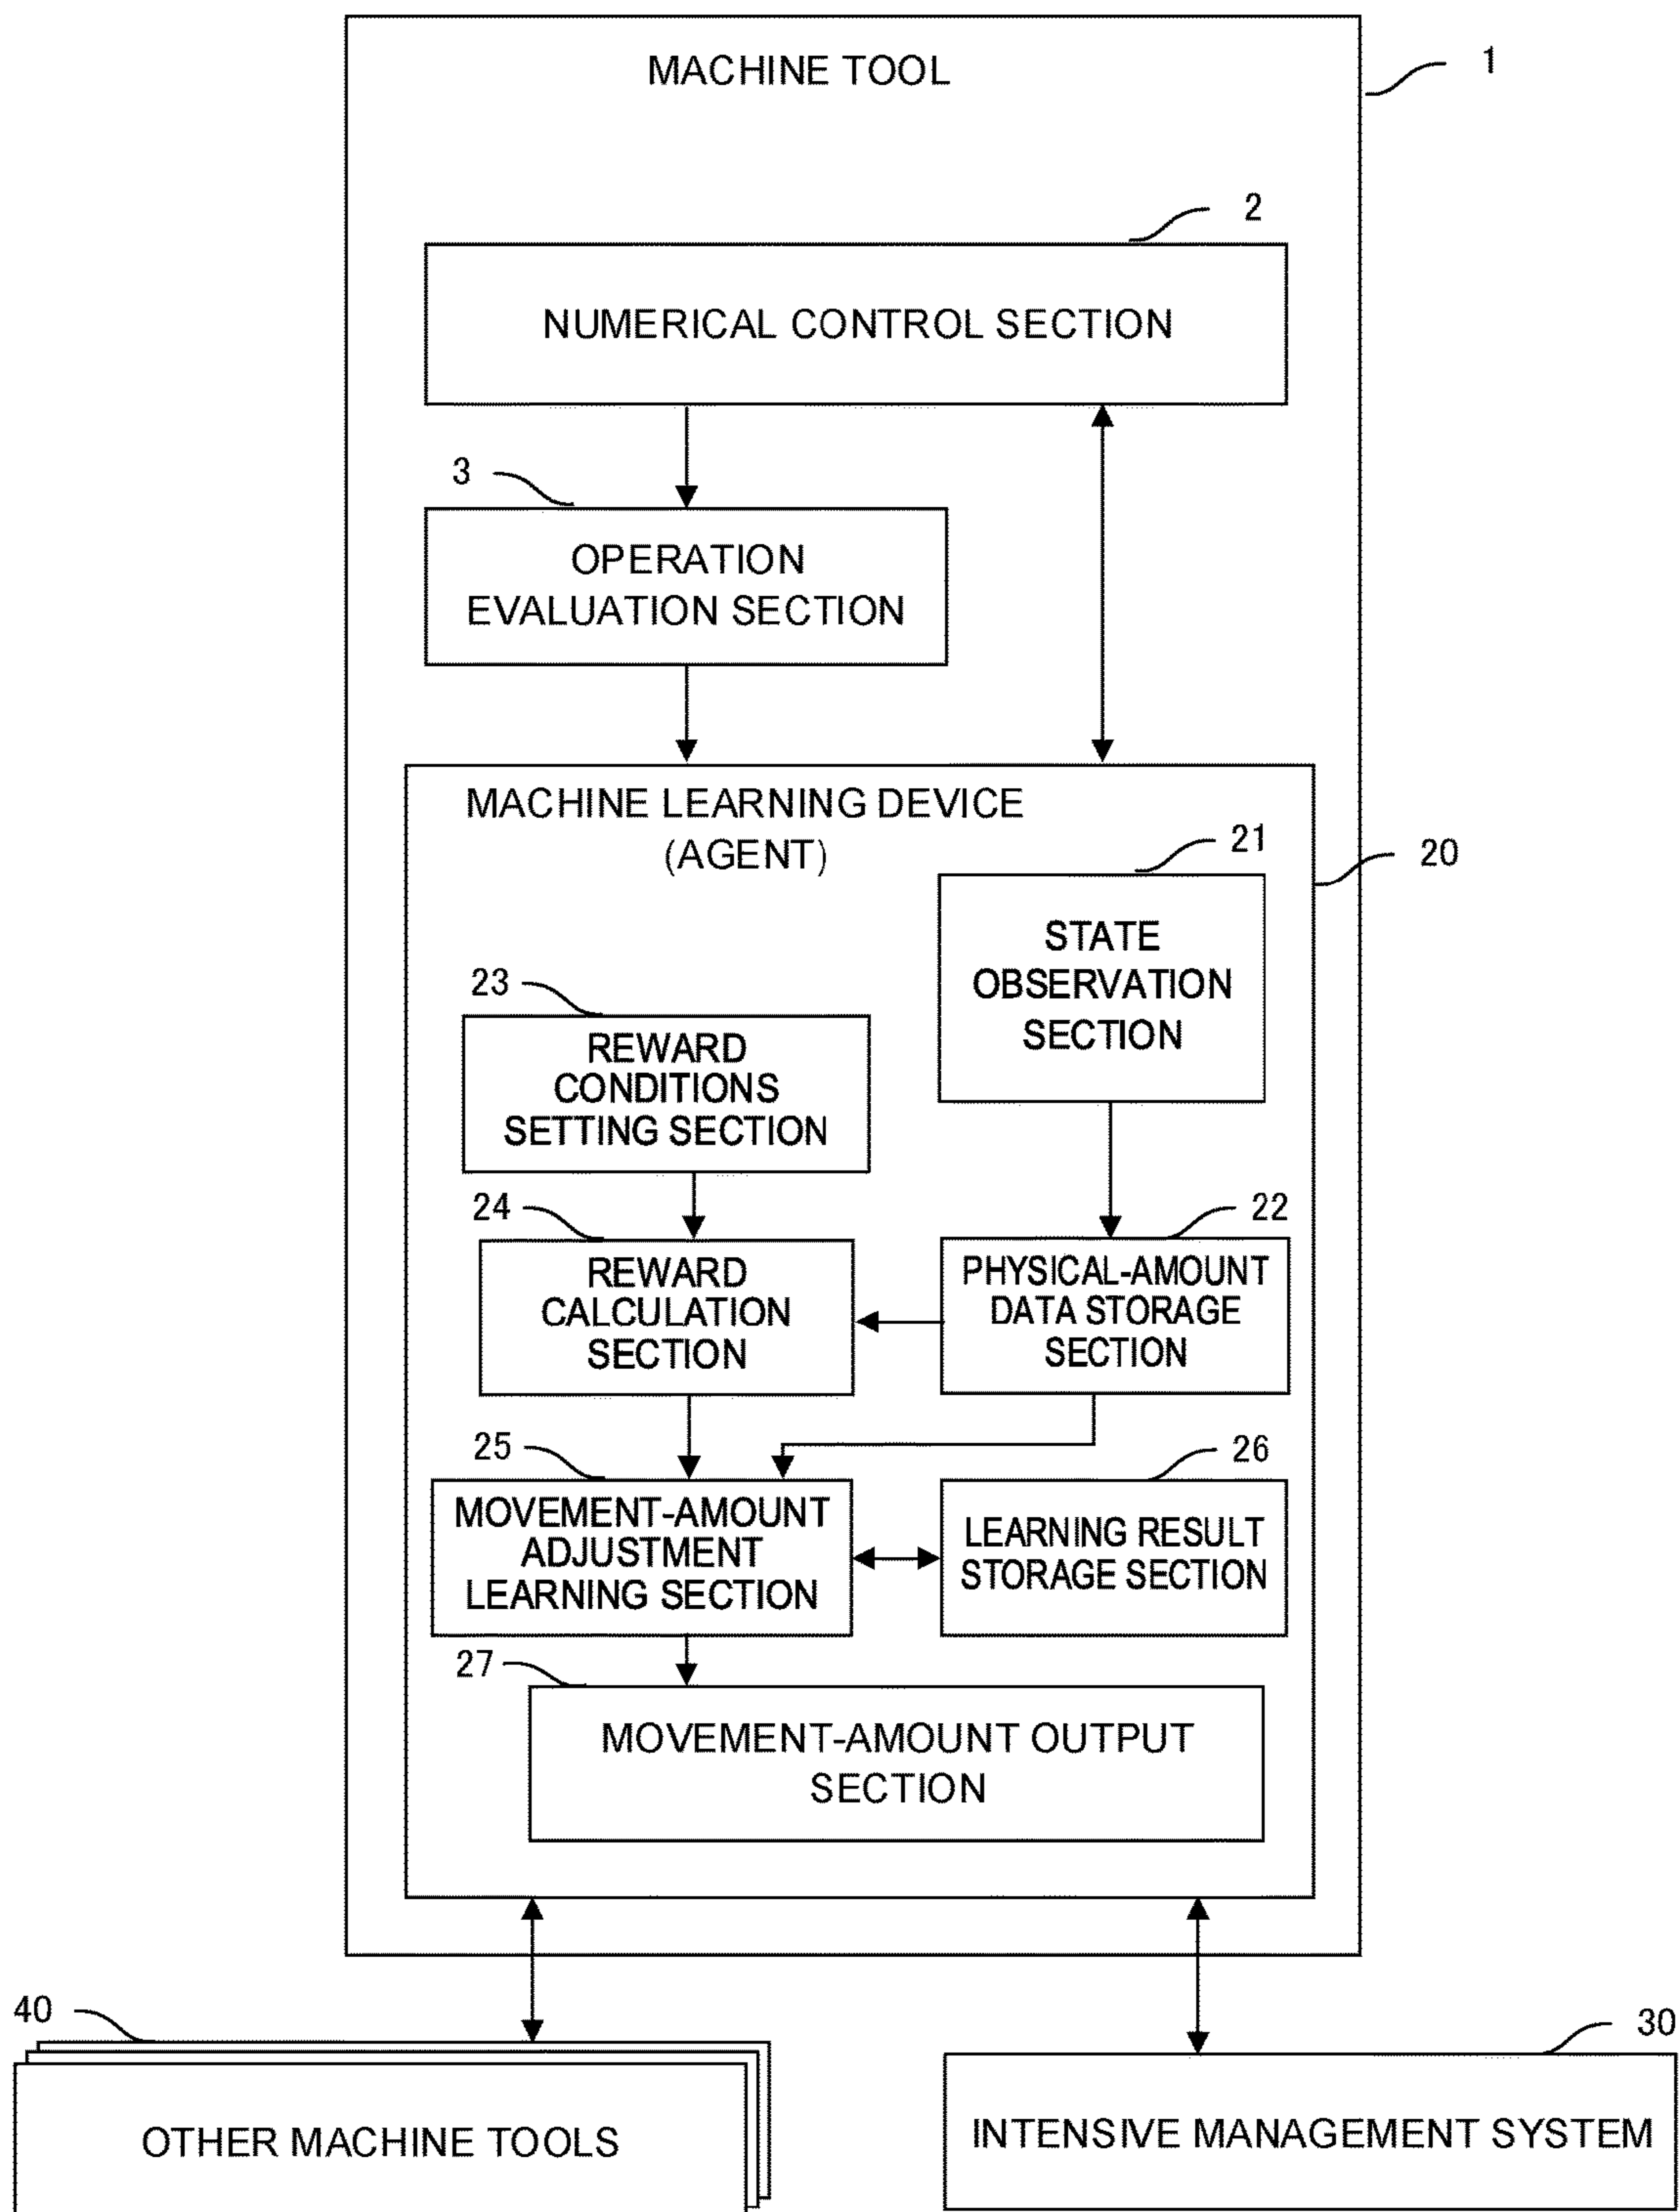 MACHINE TOOL
1
2
NUMERICAL CONTROL SECTION
3
OPERATION
EVALUATION SECTION
MACHINE LEARNING DEVICE
(AGENT)
20
21
STATE
OBSERVATION
SECTION
23
REWARD
CONDITIONS
SETTING SECTION
24
REWARD
CALCULATION
SECTION
22
PHYSICAL-AMOUNT
DATA STORAGE
SECTION
25
MOVEMENT-AMOUNT
ADJUSTMENT
LEARNING SECTION
26
LEARNING RESULT
STORAGE SECTION
27
MOVEMENT-AMOUNT OUTPUT
SECTION
40
OTHER MACHINE TOOLS
30
INTENSIVE MANAGEMENT SYSTEM